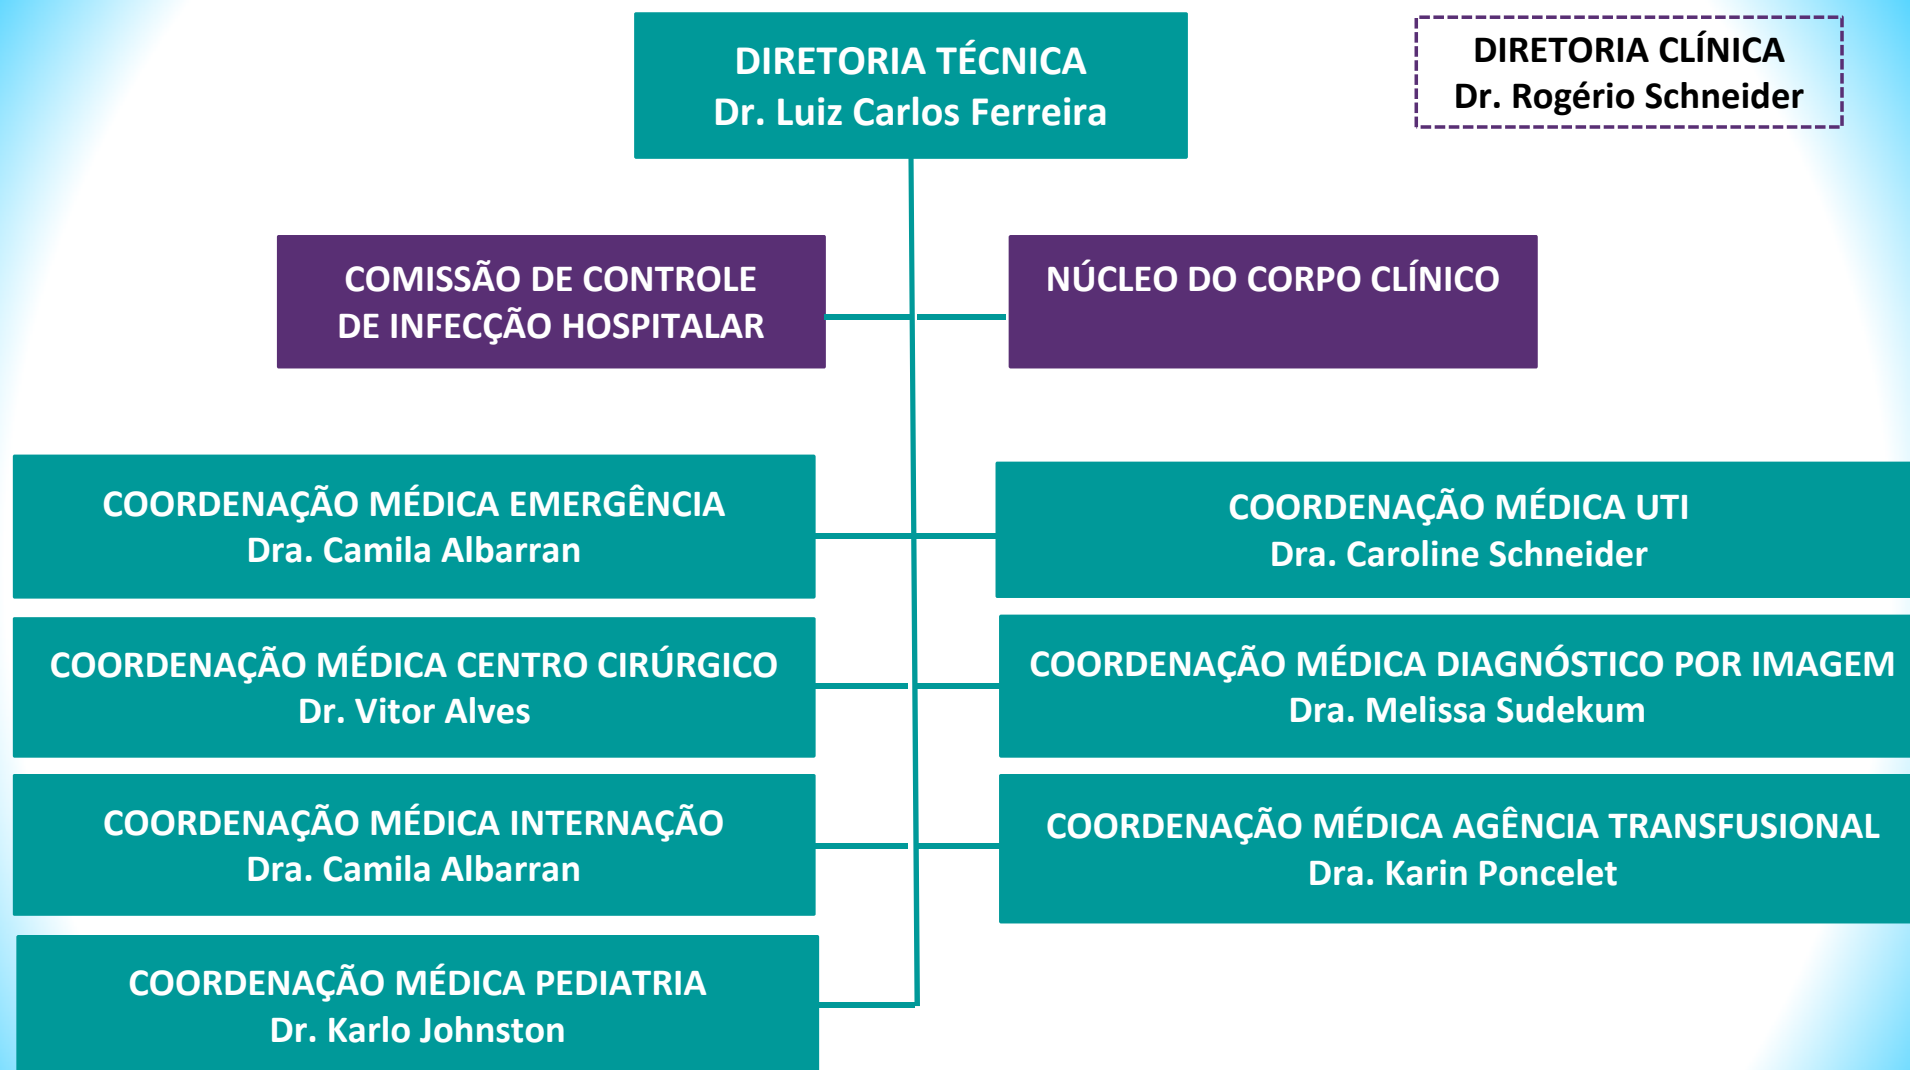 DIRETORIA TÉCNICA
Dr. Luiz Carlos Ferreira
DIRETORIA CLÍNICA
Dr. Rogério Schneider
COMISSÃO DE CONTROLE
DE INFECÇÃO HOSPITALAR
NÚCLEO DO CORPO CLÍNICO
COORDENAÇÃO MÉDICA EMERGÊNCIA
Dra. Camila Albarran
COORDENAÇÃO MÉDICA UTI
Dra. Caroline Schneider
COORDENAÇÃO MÉDICA CENTRO CIRÚRGICO
Dr. Vitor Alves
COORDENAÇÃO MÉDICA DIAGNÓSTICO POR IMAGEM
Dra. Melissa Sudekum
COORDENAÇÃO MÉDICA INTERNAÇÃO
Dra. Camila Albarran
COORDENAÇÃO MÉDICA AGÊNCIA TRANSFUSIONAL
Dra. Karin Poncelet
COORDENAÇÃO MÉDICA PEDIATRIA
Dr. Karlo Johnston